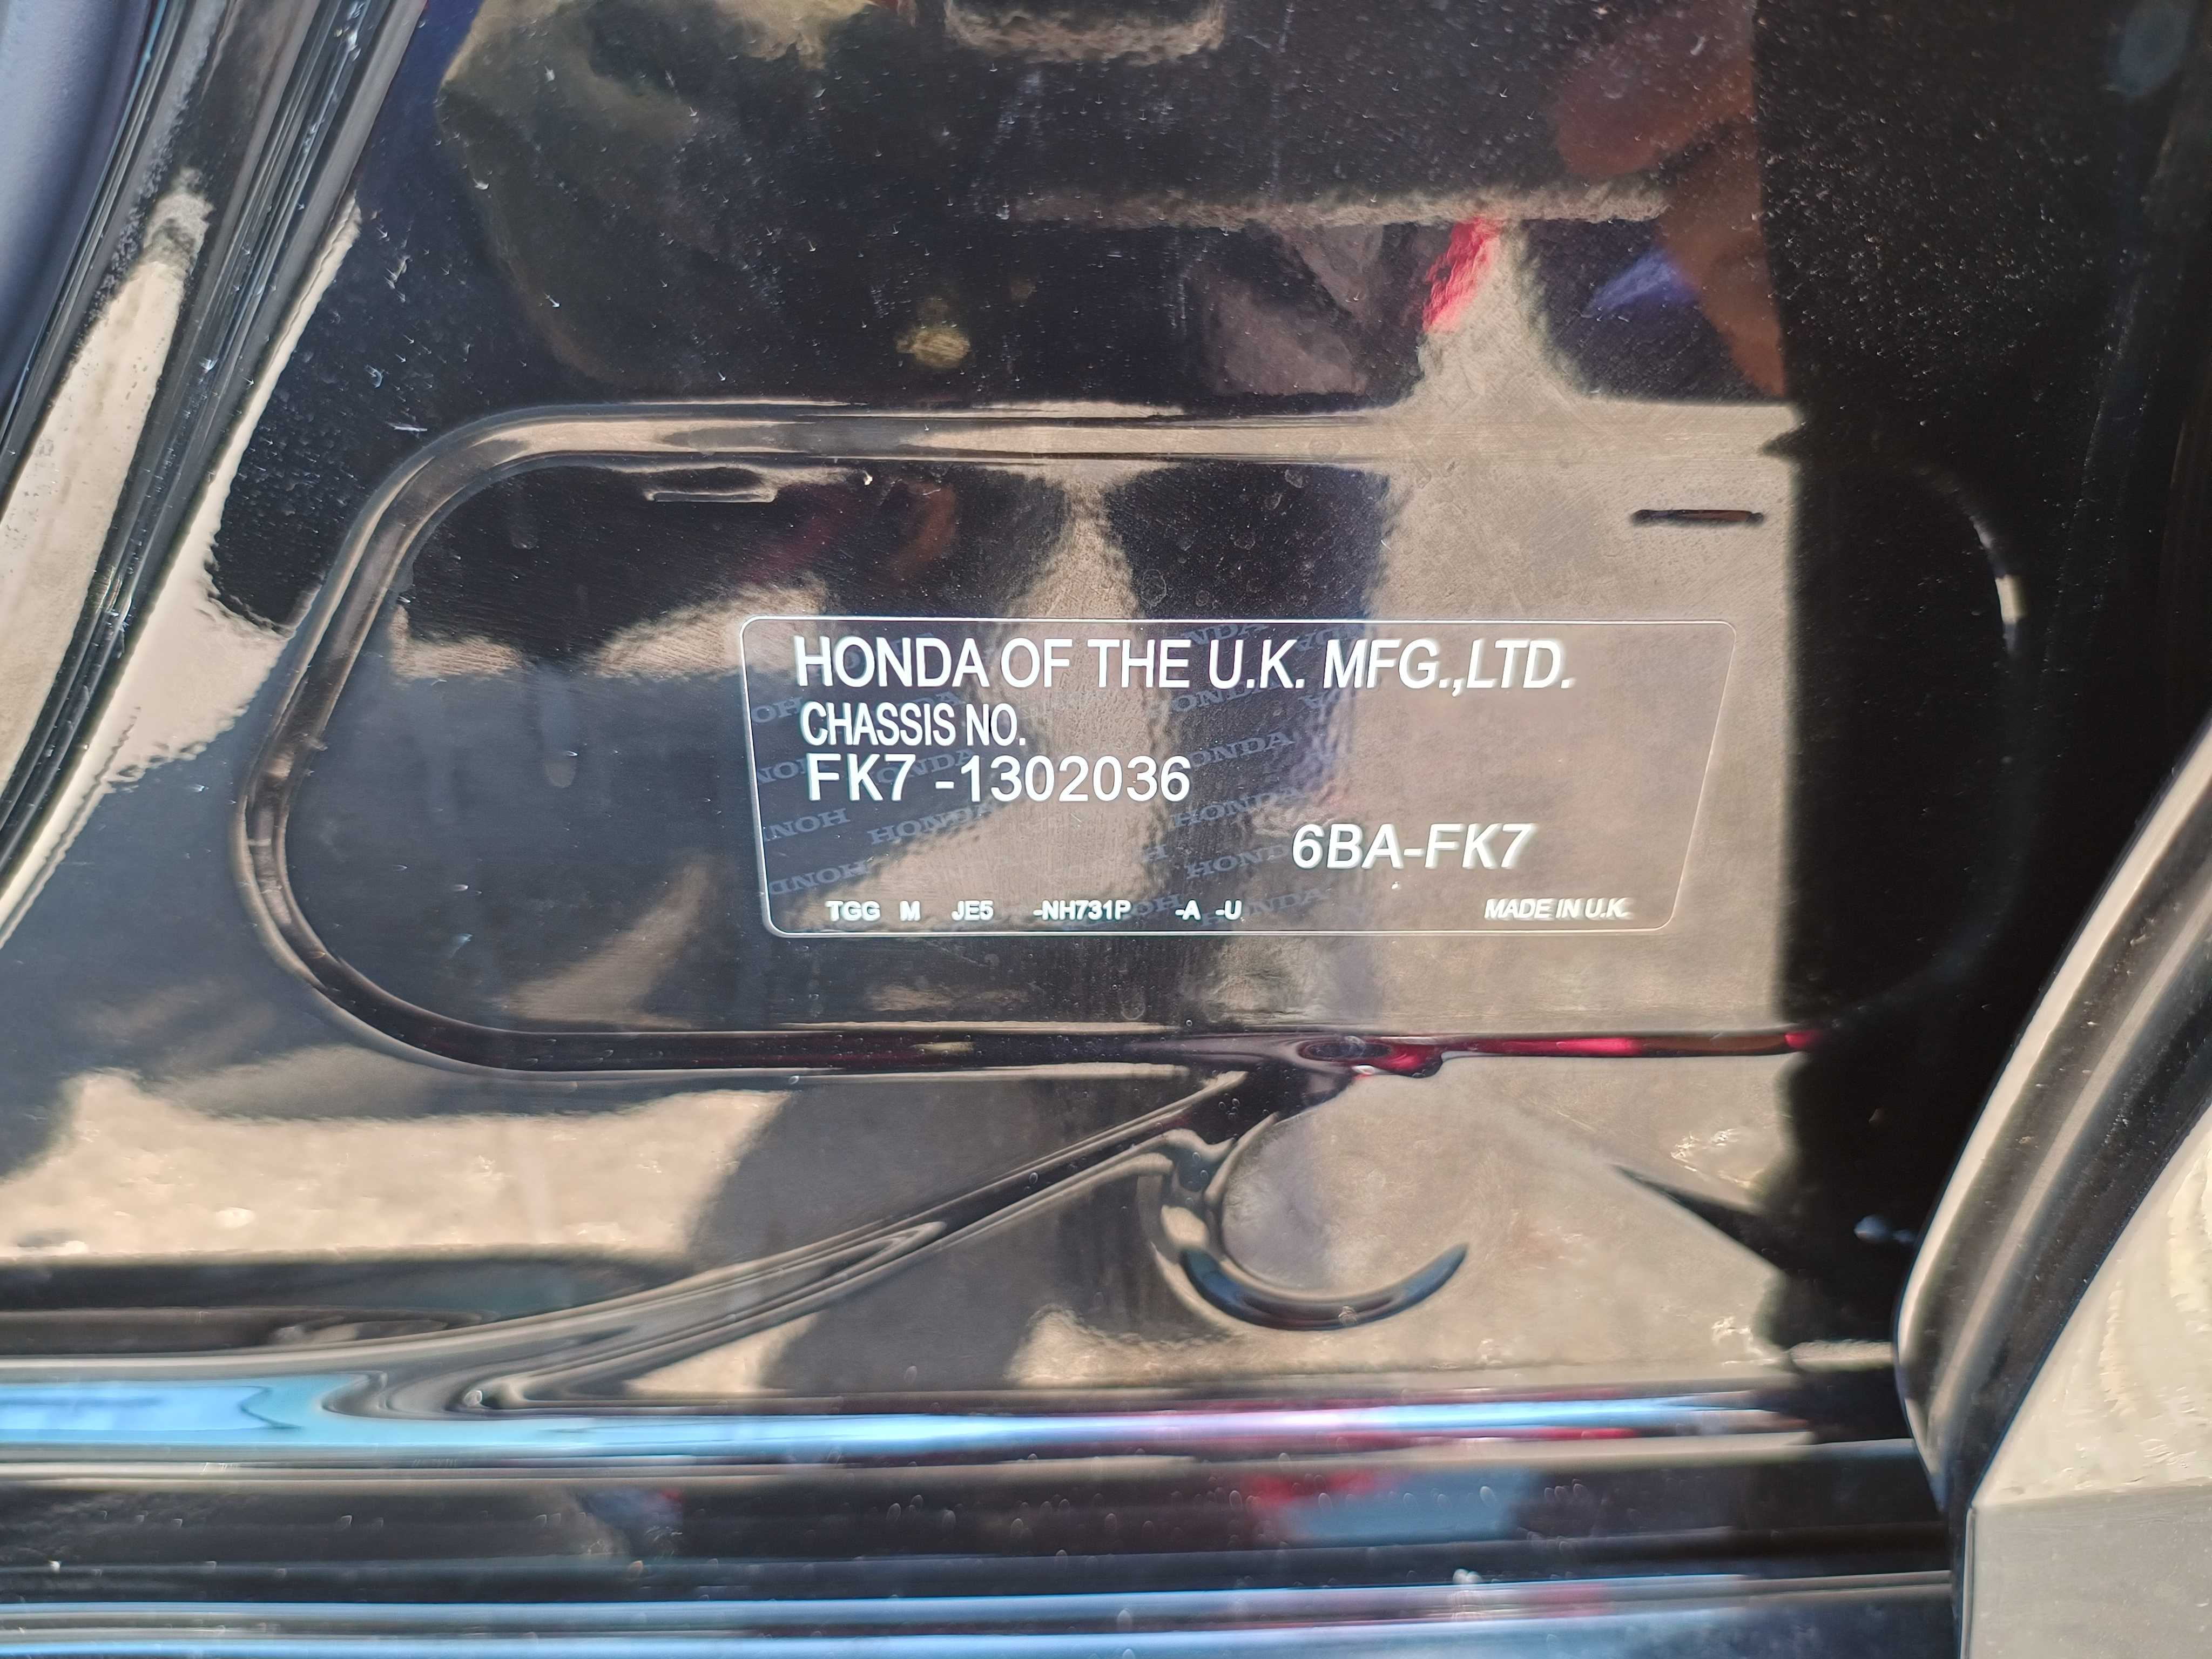 HONDA OF THE U.K. MFG.,LTD.
CHASSIS NO.
FK7 -1302036
6BA-FK7
TGG M JE5 -NH731P -A -U MADE IN U.K.